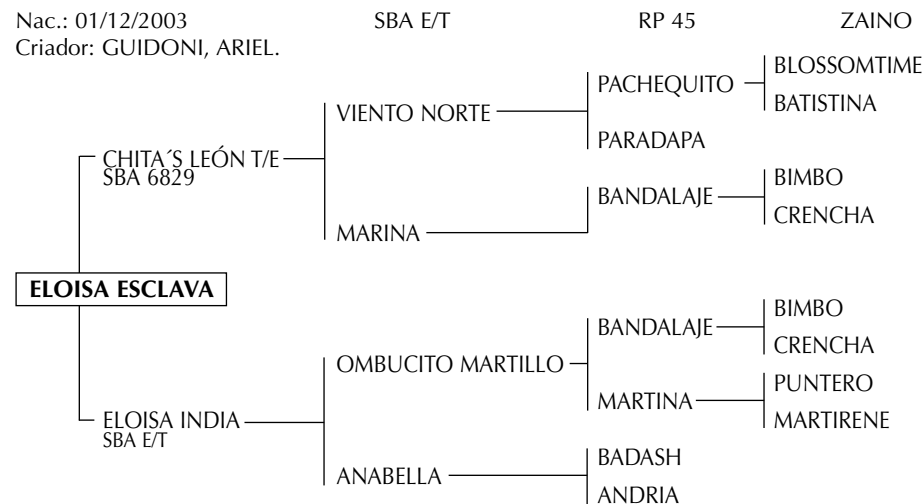 Nac.: 01/12/2003 SBA E/T RP 45 ZAINO
Criador: GUIDONI, ARIEL.
BLOSSOMTIME
PACHEQUITO
BATISTINA
VIENTO NORTE
PARADAPA
CHITA´S LEÓN T/E
SBA 6829
BIMBO
BANDALAJE
CRENCHA
MARINA
ELOISA ESCLAVA
BIMBO
BANDALAJE
CRENCHA
OMBUCITO MARTILLO
PUNTERO
MARTINA
MARTIRENE
ELOISA INDIA
SBA E/T
BADASH
ANABELLA
ANDRIA